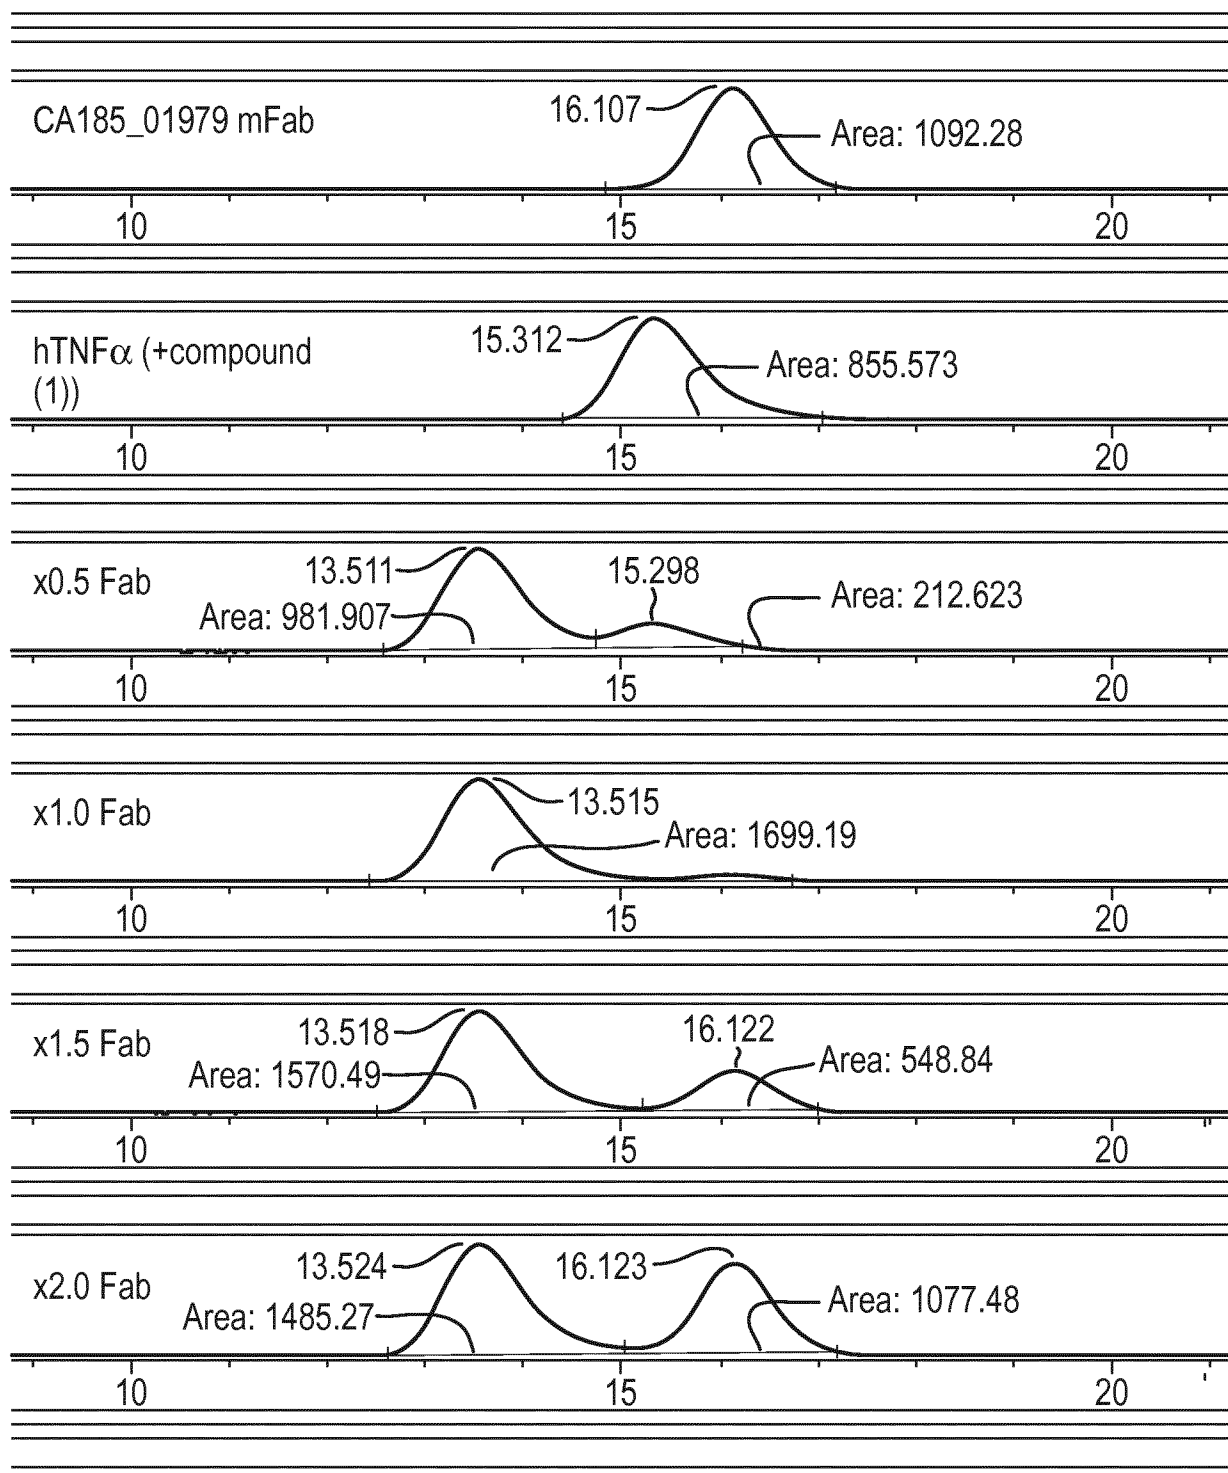 16.107
CA185_01979 mFab
Area: 1092.28
10 15 20
15.312
hTNFα (+compound
(1))
Area: 855.573
10 15 20
13.511 15.298
x0.5 Fab
Area: 212.623
Area: 981.907
10 15 20
13.515
x1.0 Fab
Area: 1699.19
10 15 20
13.518 16.122
x1.5 Fab
Area: 548.84
Area: 1570.49
10 15 20
13.524 16.123
x2.0 Fab
Area: 1077.48
Area: 1485.27
10 15 20